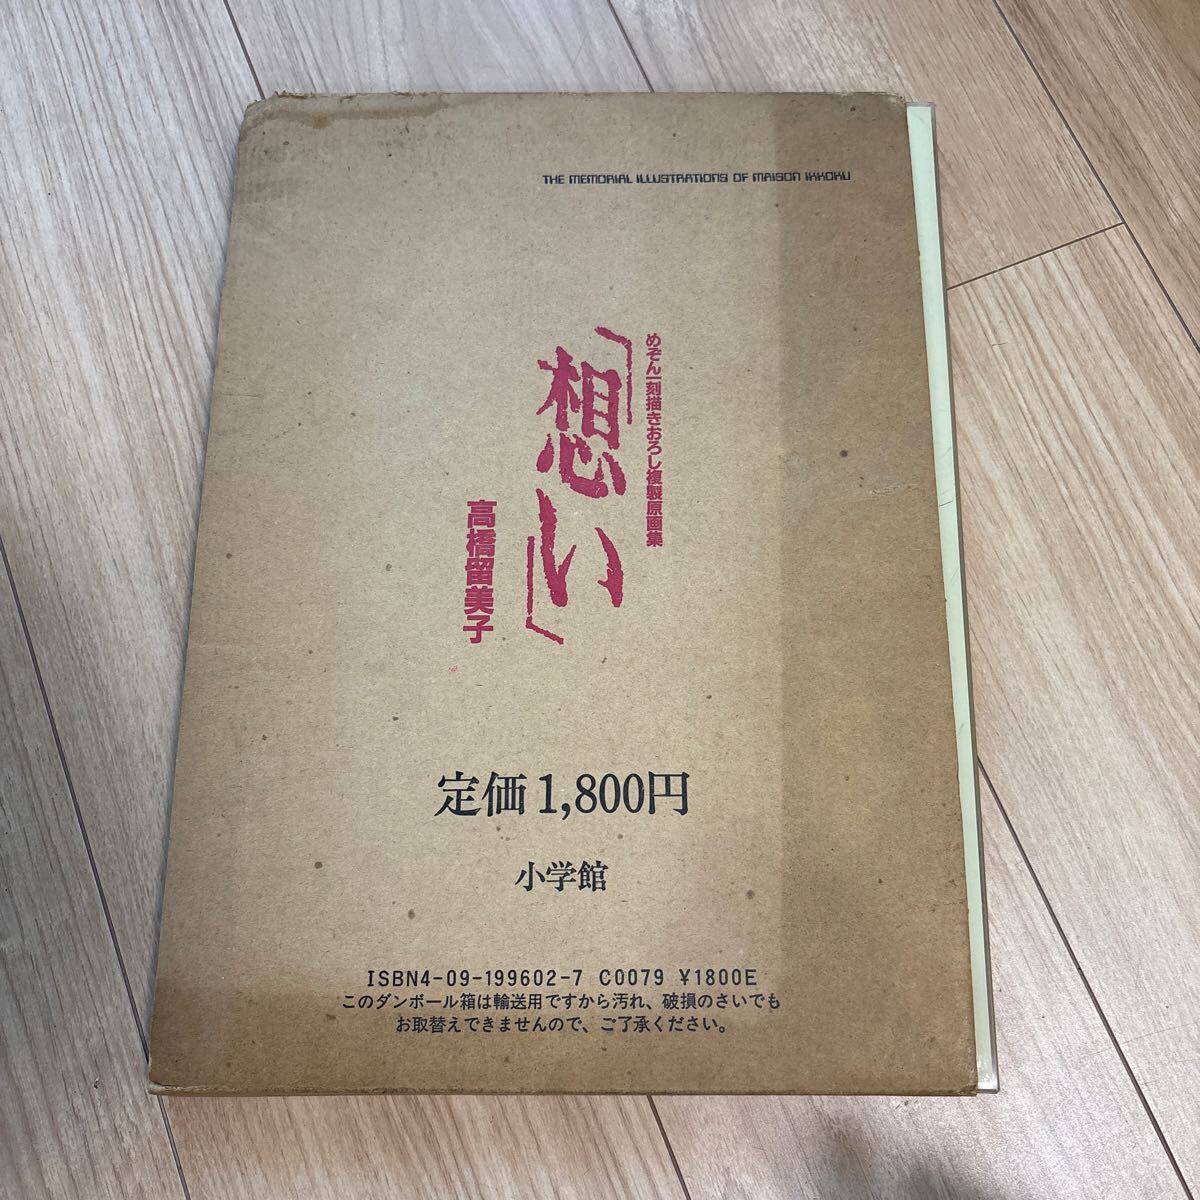 THE MEMORIAL ILLUSTRATIONS OF MAISON IKKOKU
めぞん一刻描きおろし複製原画集
「想い」
高橋留美子
定価1,800円
小学館
ISBN4-09-199602-7 C0079 ¥1800E
このダンボール箱は輸送用ですから汚れ、破損のさいでも
お取替えできませんので、ご了承ください。